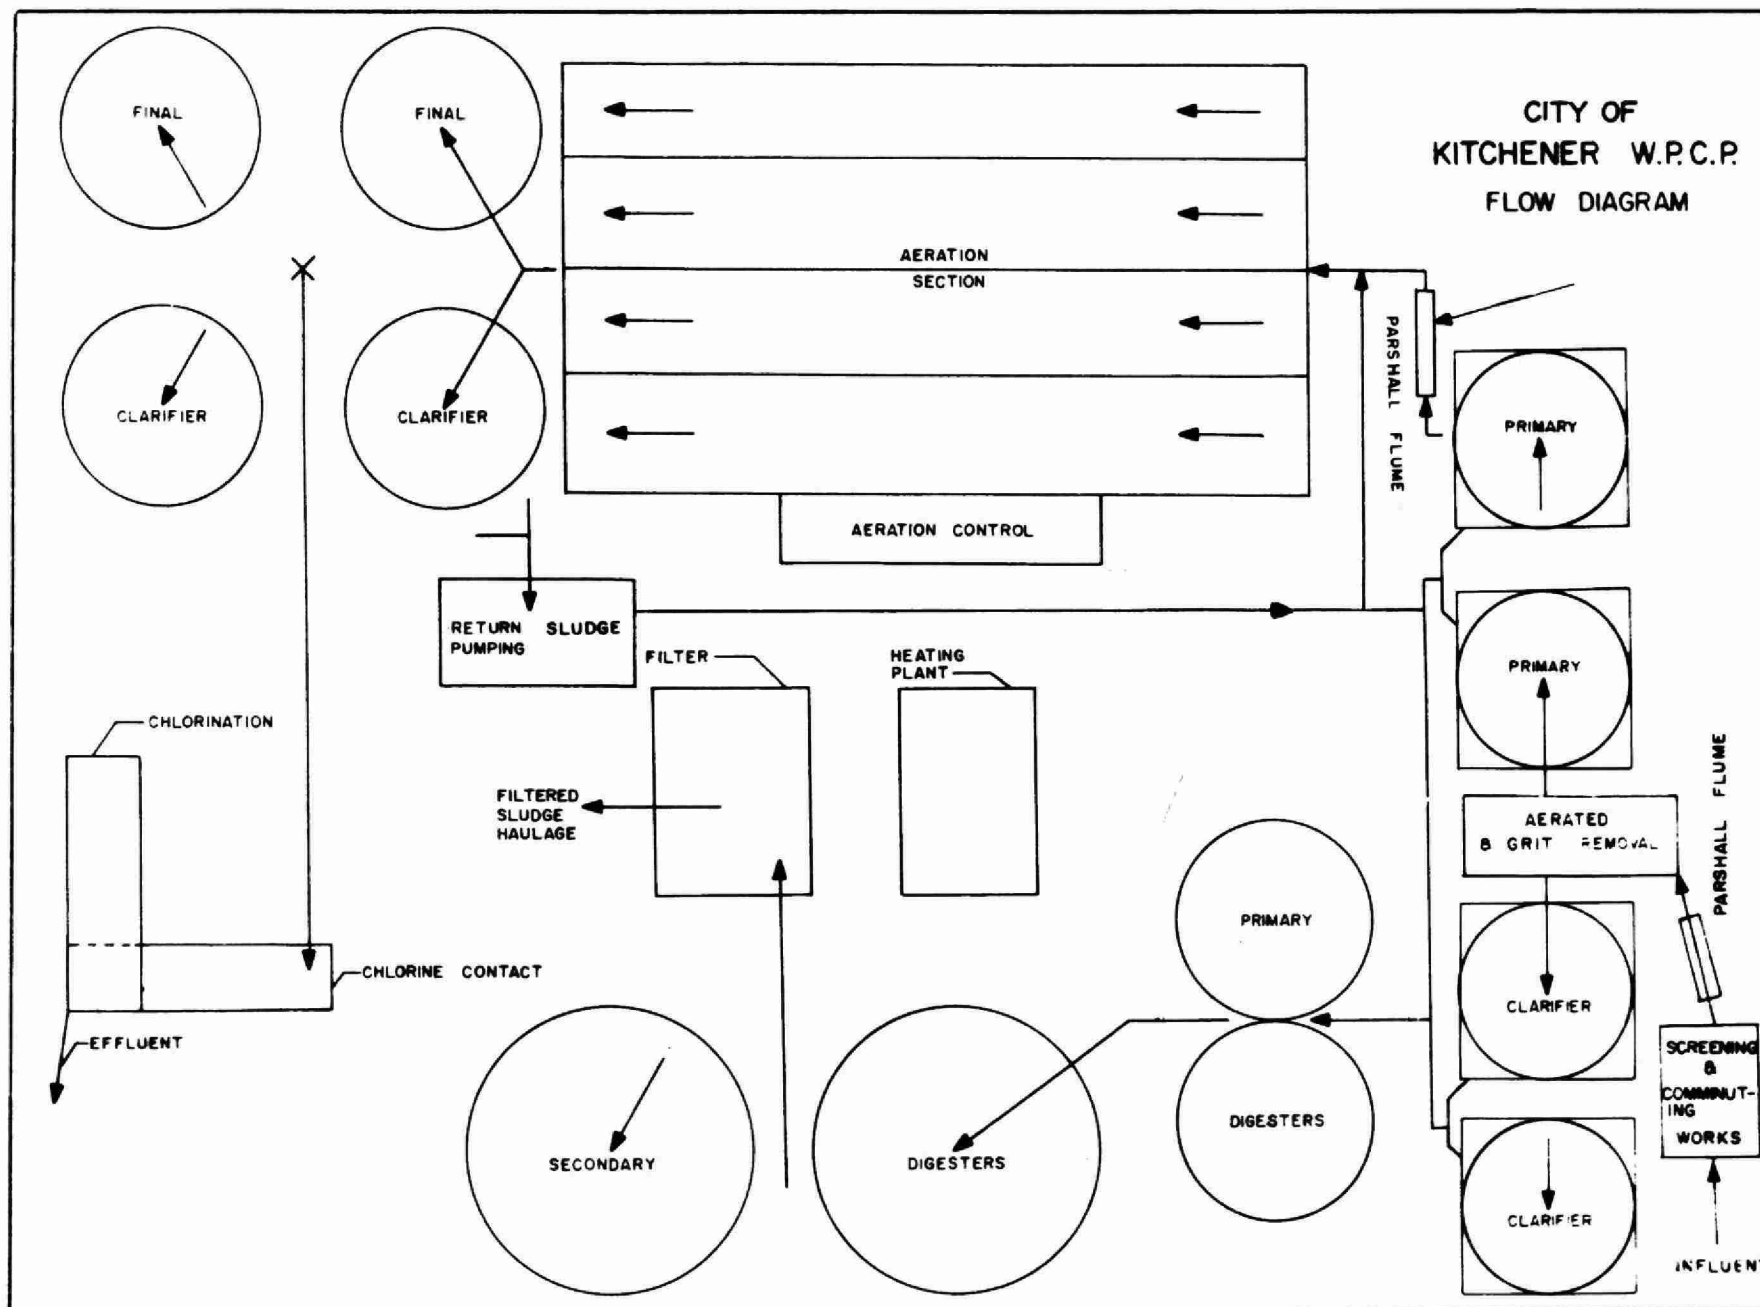 CITY OF
KITCHENER W.P.C.P.
FLOW DIAGRAM
FINAL
FINAL
CLARIFIER
CLARIFIER
AERATION
SECTION
AERATION CONTROL
PARSHALL FLUME
PRIMARY
PRIMARY
AERATED
& GRIT REMOVAL
PARSHALL FLUME
CLARIFIER
CLARIFIER
SCREENING
&
COMMINUT-
ING
WORKS
INFLUENT
RETURN SLUDGE
PUMPING
FILTER
HEATING
PLANT
FILTERED
SLUDGE
HAULAGE
CHLORINATION
CHLORINE CONTACT
EFFLUENT
PRIMARY
DIGESTERS
SECONDARY
DIGESTERS